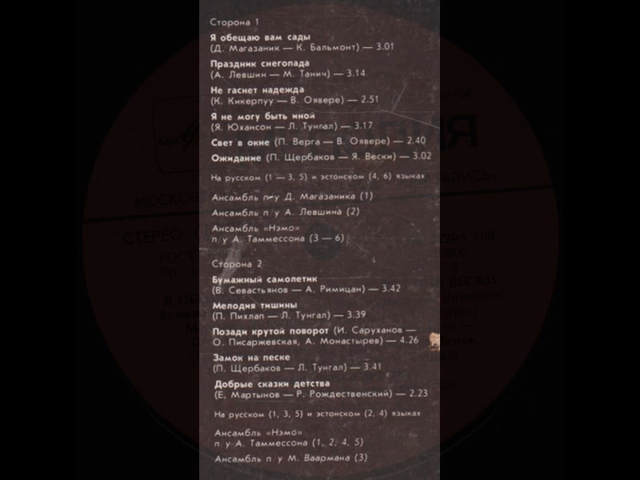 Сторона 1
Я обещаю вам сады
(Д. Магазаник — К. Бальмонт) — 3.01
Праздник снегопада
(А. Левшин — М. Танич) — 3.14
Не гаснет надежда
(К. Кикерпуу — В. Оявере) — 2.51
Я не могу быть иной
(Я. Юхансон — Л. Тунгал) — 3.17
Свет в окне (П. Верга — В. Оявере) — 2.40
Ожидание (П. Щербаков — Я. Вески) — 3.02
На русском (1 — 3, 5) и эстонском (4, 6) языках
Ансамбль п/у Д. Магазаника (1)
Ансамбль п/у А. Левшина (2)
Ансамбль «Нэмо»
п/у А. Таммессона (3 — 6)
Сторона 2
Бумажный самолетик
(В. Севастьянов — А. Римицан) — 3.42
Мелодия тишины
(П. Пихлап — Л. Тунгал) — 3.39
Позади крутой поворот (И. Саруханов —
О. Писаржевская, А. Монастырев) — 4.26
Замок на песке
(П. Щербаков — Л. Тунгал) — 3.41
Добрые сказки детства
(Е. Мартынов — Р. Рождественский) — 2.23
На русском (1, 3, 5) и эстонском (2, 4) языках
Ансамбль «Нэмо»
п/у А. Таммессона (1, 2, 4, 5)
Ансамбль п/у М. Ваармана (3)
СТЕРЕО
ГОСТ